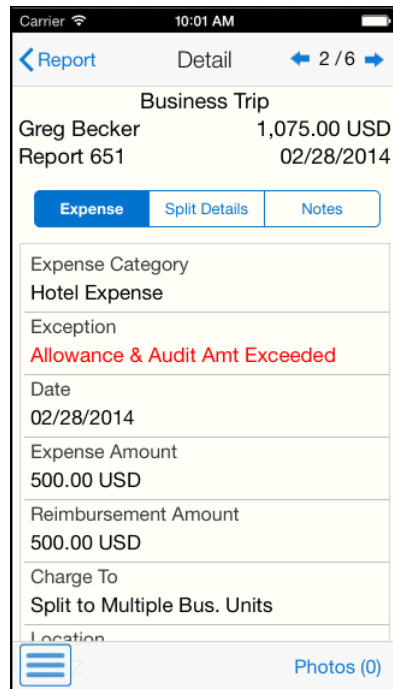 Carrier 10:01 AM
Report Detail 2/6
Business Trip
Greg Becker 1,075.00 USD
Report 651 02/28/2014
Expense Split Details Notes
Expense Category
Hotel Expense
Exception
Allowance & Audit Amt Exceeded
Date
02/28/2014
Expense Amount
500.00 USD
Reimbursement Amount
500.00 USD
Charge To
Split to Multiple Bus. Units
Location
Photos (0)